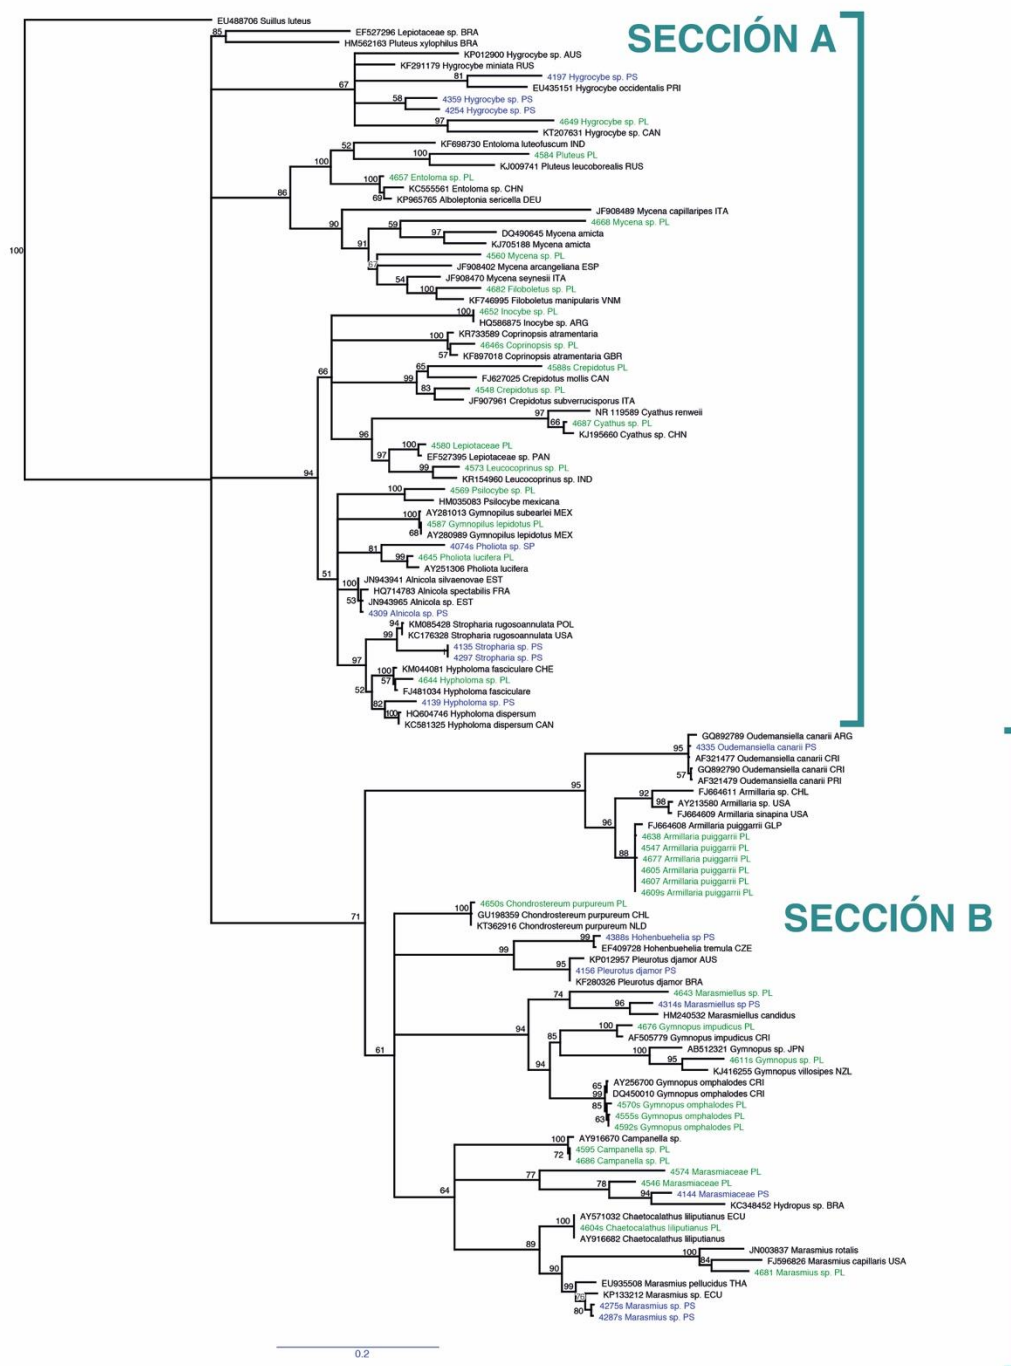 EU488706 Suillus luteus
SECCIÓN A
85
EF527296 Lepiotaceae sp. BRA
HM562163 Pluteus xylophilus BRA
KP012900 Hygrocybe sp. AUS
KF291179 Hygrocybe miniata RUS
67
81
4197 Hygrocybe sp. PS
EU435151 Hygrocybe occidentalis PRI
58
4359 Hygrocybe sp. PS
4254 Hygrocybe sp. PS
97
4649 Hygrocybe sp. PL
KT207631 Hygrocybe sp. CAN
52
KF698730 Entoloma luteofuscum IND
100
100
4584 Pluteus PL
KJ009741 Pluteus leucoborealis RUS
100
4657 Entoloma sp. PL
KC555561 Entoloma sp. CHN
69
KP965765 Alboleptonia sericella DEU
86
JF908489 Mycena capillaripes ITA
90
59
4668 Mycena sp. PL
97
DQ490645 Mycena amicta
KJ705188 Mycena amicta
91
4560 Mycena sp. PL
67
JF908402 Mycena arcangeliana ESP
54
JF908470 Mycena seynesii ITA
100
4682 Filoboletus sp. PL
KF746995 Filoboletus manipularis VNM
100
100
4652 Inocybe sp. PL
HQ586875 Inocybe sp. ARG
KR733589 Coprinopsis atramentaria
100
4646s Coprinopsis sp. PL
57
KF897018 Coprinopsis atramentaria GBR
66
65
4588s Crepidotus PL
99
FJ627025 Crepidotus mollis CAN
83
4548 Crepidotus sp. PL
JF907961 Crepidotus subverrucisporus ITA
97
NR 119589 Cyathus renweii
66
4687 Cyathus sp. PL
KJ195660 Cyathus sp. CHN
96
100
4580 Lepiotaceae PL
97
EF527395 Lepiotaceae sp. PAN
99
4573 Leucocoprinus sp. PL
KR154960 Leucocoprinus sp. IND
94
100
4569 Psilocybe sp. PL
HM035083 Psilocybe mexicana
AY281013 Gymnopilus subearlei MEX
100
4587 Gymnopilus lepidotus PL
68
AY280989 Gymnopilus lepidotus MEX
81
4074s Pholiota sp. SP
99
4645 Pholiota lucifera PL
AY251306 Pholiota lucifera
51
JN943941 Alnicola silvaenovae EST
100
HQ714783 Alnicola spectabilis FRA
53
JN943965 Alnicola sp. EST
4309 Alnicola sp. PS
94
KM085428 Stropharia rugosoannulata POL
99
KC176328 Stropharia rugosoannulata USA
4135 Stropharia sp. PS
4297 Stropharia sp. PS
97
100
KM044081 Hypholoma fasciculare CHE
57
4644 Hypholoma sp. PL
52
FJ481034 Hypholoma fasciculare
82
4139 Hypholoma sp. PS
100
HQ604746 Hypholoma dispersum
KC581325 Hypholoma dispersum CAN
GQ892789 Oudemansiella canarii ARG
95
4335 Oudemansiella canarii PS
AF321477 Oudemansiella canarii CRI
57
GQ892790 Oudemansiella canarii CRI
AF321479 Oudemansiella canarii PRI
95
92
FJ664611 Armillaria sp. CHL
98
AY213580 Armillaria sp. USA
FJ664609 Armillaria sinapina USA
96
FJ664608 Armillaria puiggarii GLP
4638 Armillaria puiggarrii PL
4547 Armillaria puiggarrii PL
88
4677 Armillaria puiggarrii PL
4605 Armillaria puiggarrii PL
4607 Armillaria puiggarrii PL
4609s Armillaria puiggarrii PL
SECCIÓN B
71
4650s Chondrostereum purpureum PL
100
GU198359 Chondrostereum purpureum CHL
KT362916 Chondrostereum purpureum NLD
99
4388s Hohenbuehelia sp PS
99
EF409728 Hohenbuehelia tremula CZE
KP012957 Pleurotus djamor AUS
95
4156 Pleurotus djamor PS
KF280326 Pleurotus djamor BRA
74
4643 Marasmiellus sp. PL
96
4314s Marasmiellus sp PS
HM240532 Marasmiellus candidus
94
100
4676 Gymnopus impudicus PL
85
AF505779 Gymnopus impudicus CRI
100
AB512321 Gymnopus sp. JPN
95
4611s Gymnopus sp. PL
KJ416255 Gymnopus villosipes NZL
61
94
65
AY256700 Gymnopus omphalodes CRI
99
DQ450010 Gymnopus omphalodes CRI
85
4570s Gymnopus omphalodes PL
63
4555s Gymnopus omphalodes PL
4592s Gymnopus omphalodes PL
100
AY916670 Campanella sp.
72
4595 Campanella sp. PL
4686 Campanella sp. PL
77
4574 Marasmiaceae PL
78
4546 Marasmiaceae PL
94
4144 Marasmiaceae PS
KC348452 Hydropus sp. BRA
64
AY571032 Chaetocalathus liliputianus ECU
100
4604s Chaetocalathus liliputianus PL
AY916682 Chaetocalathus liliputianus
89
100
JN003837 Marasmius rotalis
84
FJ596826 Marasmius capillaris USA
4681 Marasmius sp. PL
90
99
EU935508 Marasmius pellucidus THA
76
KP133212 Marasmius sp. ECU
80
4275s Marasmius sp. PS
4287s Marasmius sp. PS
0.2